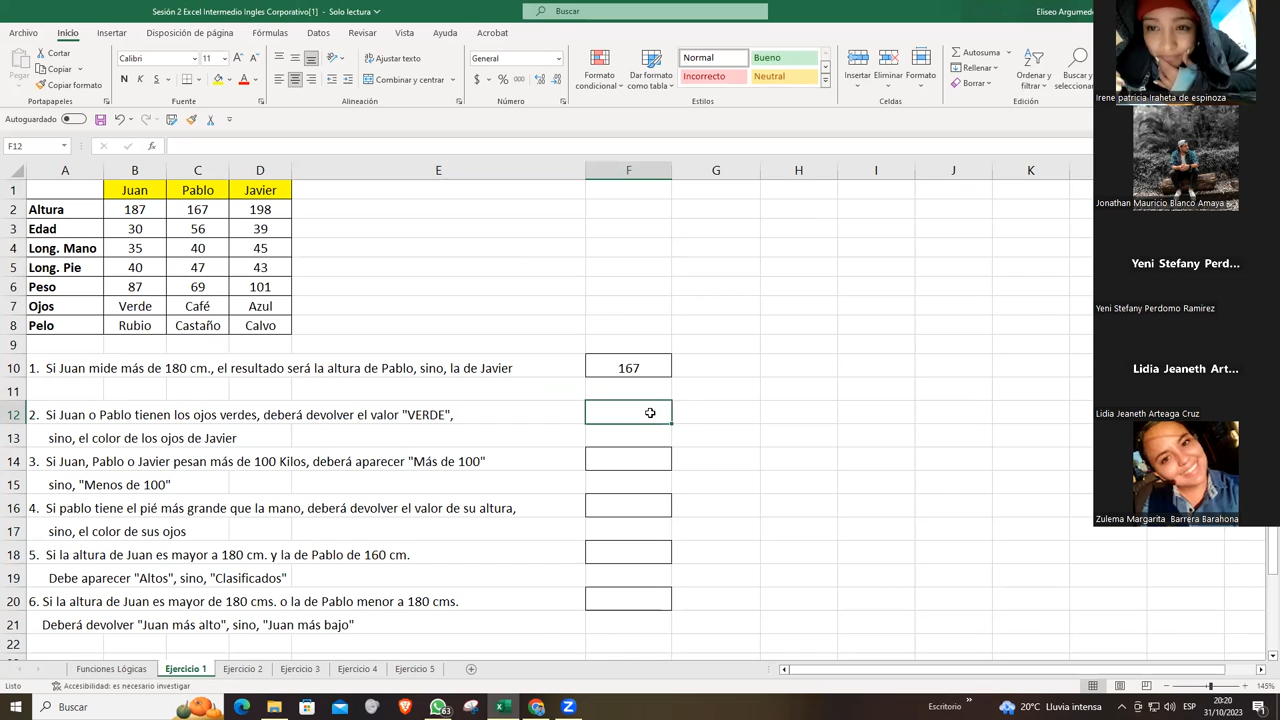 Sesión 2 Excel Intermedio Ingles Corporativo[1] - Solo lectura
Buscar
Eliseo Argumedo
Archivo Inicio Insertar Disposición de página Fórmulas Datos Revisar Vista Ayuda Acrobat
Pegar
Cortar
Copiar
Copiar formato
Portapapeles
Calibri 11
N K S
Fuente
Ajustar texto
Combinar y centrar
Alineación
General
$ % 000
Número
Formato condicional
Dar formato como tabla
Normal Bueno
Incorrecto Neutral
Estilos
Insertar Eliminar Formato
Celdas
Autosuma
Rellenar
Borrar
Ordenar y filtrar
Buscar y
Edición
Autoguardado
F12
A B C D E F G H I J K
1 Juan Pablo Javier
2 Altura 187 167 198
3 Edad 30 56 39
4 Long. Mano 35 40 45
5 Long. Pie 40 47 43
6 Peso 87 69 101
7 Ojos Verde Café Azul
8 Pelo Rubio Castaño Calvo
9
10 1. Si Juan mide más de 180 cm., el resultado será la altura de Pablo, sino, la de Javier 167
11
12 2. Si Juan o Pablo tienen los ojos verdes, deberá devolver el valor "VERDE",
13 sino, el color de los ojos de Javier
14 3. Si Juan, Pablo o Javier pesan más de 100 Kilos, deberá aparecer "Más de 100"
15 sino, "Menos de 100"
16 4. Si pablo tiene el pié más grande que la mano, deberá devolver el valor de su altura,
17 sino, el color de sus ojos
18 5. Si la altura de Juan es mayor a 180 cm. y la de Pablo de 160 cm.
19 Debe aparecer "Altos", sino, "Clasificados"
20 6. Si la altura de Juan es mayor de 180 cms. o la de Pablo menor a 180 cms.
21 Deberá devolver "Juan más alto", sino, "Juan más bajo"
22
Irene patricia Iraheta de espinoza
Jonathan Mauricio Blanco Amaya
Yeni Stefany Perd...
Yeni Stefany Perdomo Ramirez
Lidia Jeaneth Art...
Lidia Jeaneth Arteaga Cruz
Zulema Margarita Barrera Barahona
Funciones Lógicas Ejercicio 1 Ejercicio 2 Ejercicio 3 Ejercicio 4 Ejercicio 5
Listo Accesibilidad: es necesario investigar
145%
Buscar
63
Escritorio
20°C Lluvia intensa
20:20
31/10/2023